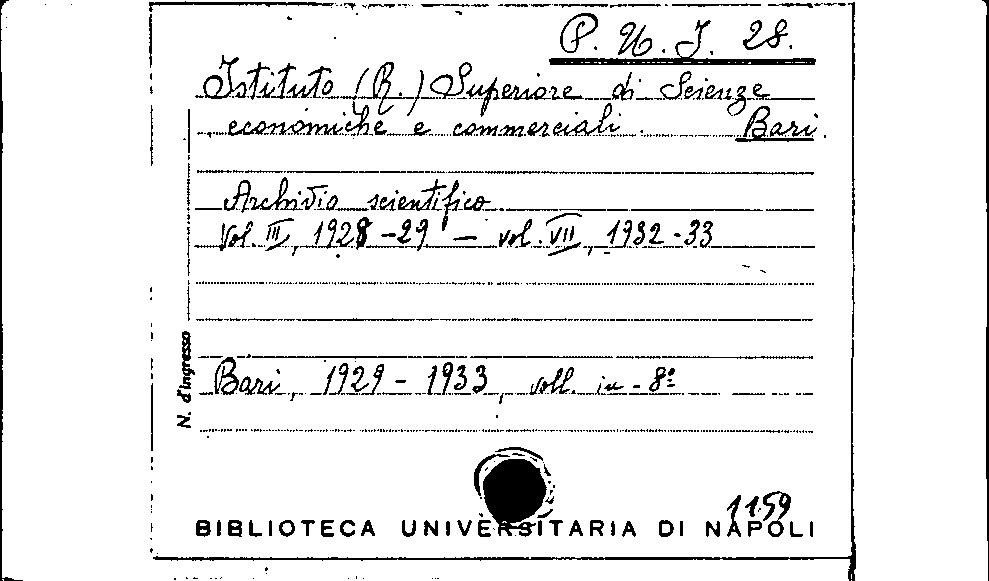 P. U. I. 28.
Istituto (R.) Superiore di Scienze
economiche e commerciali. Bari.
Archivio scientifico
Vol. III, 1928-29 — vol. VII, 1932-33
N. d'ingresso
Bari, 1929-1933, voll. in-8º
1159
BIBLIOTECA UNIVERSITARIA DI NAPOLI